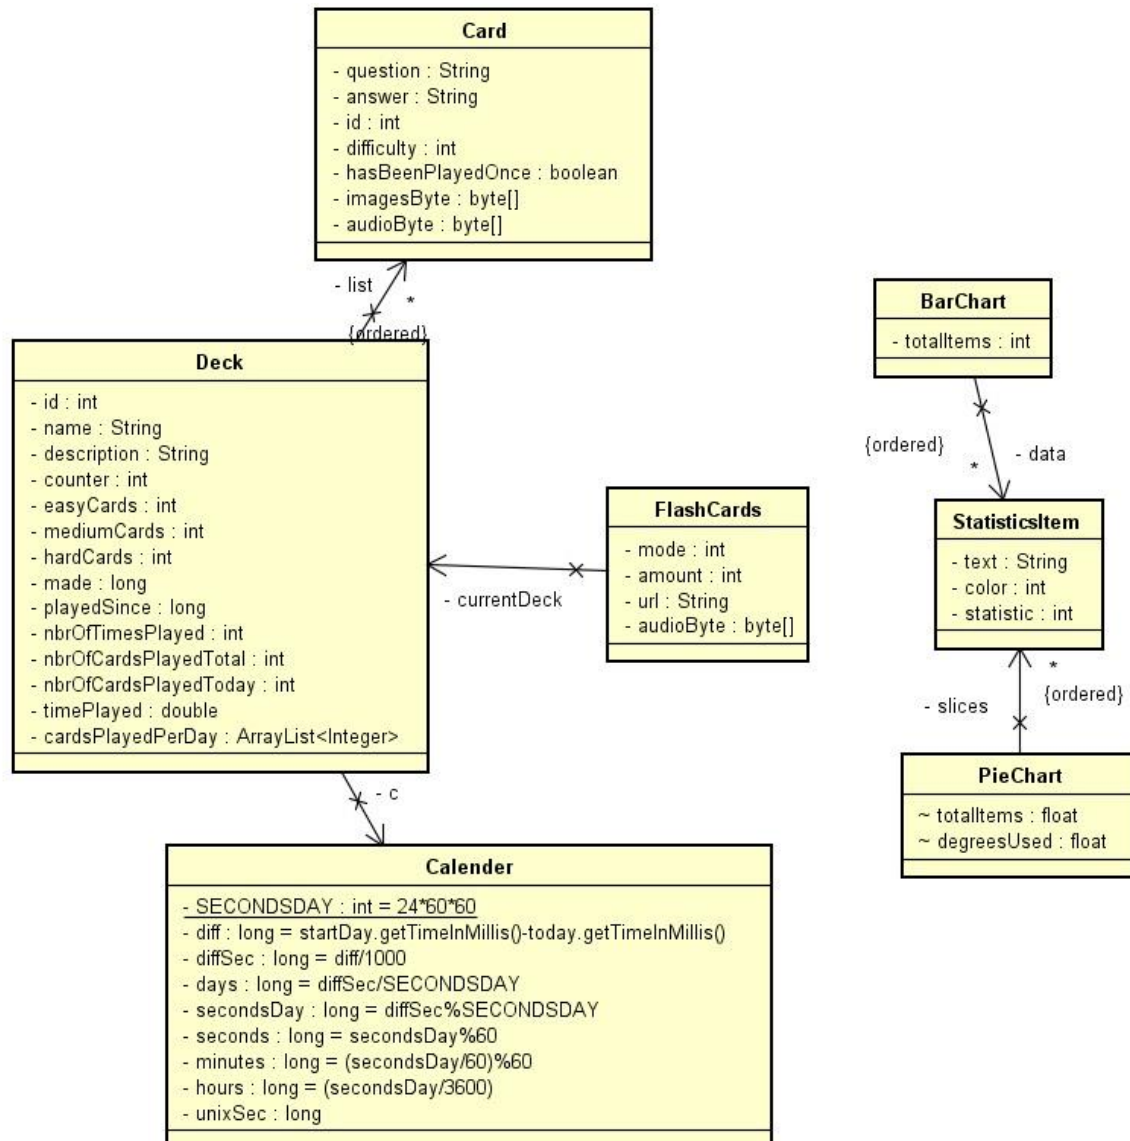 Card
- question : String
- answer : String
- id : int
- difficulty : int
- hasBeenPlayedOnce : boolean
- imagesByte : byte[]
- audioByte : byte[]
- list
*
{ordered}
Deck
- id : int
- name : String
- description : String
- counter : int
- easyCards : int
- mediumCards : int
- hardCards : int
- made : long
- playedSince : long
- nbrOfTimesPlayed : int
- nbrOfCardsPlayedTotal : int
- nbrOfCardsPlayedToday : int
- timePlayed : double
- cardsPlayedPerDay : ArrayList<Integer>
- currentDeck
FlashCards
- mode : int
- amount : int
- url : String
- audioByte : byte[]
- c
Calender
- SECONDSDAY : int = 24*60*60
- diff : long = startDay.getTimeInMillis()-today.getTimeInMillis()
- diffSec : long = diff/1000
- days : long = diffSec/SECONDSDAY
- secondsDay : long = diffSec%SECONDSDAY
- seconds : long = secondsDay%60
- minutes : long = (secondsDay/60)%60
- hours : long = (secondsDay/3600)
- unixSec : long
BarChart
- totalItems : int
{ordered}
*
- data
StatisticsItem
- text : String
- color : int
- statistic : int
*
{ordered}
- slices
PieChart
~ totalItems : float
~ degreesUsed : float